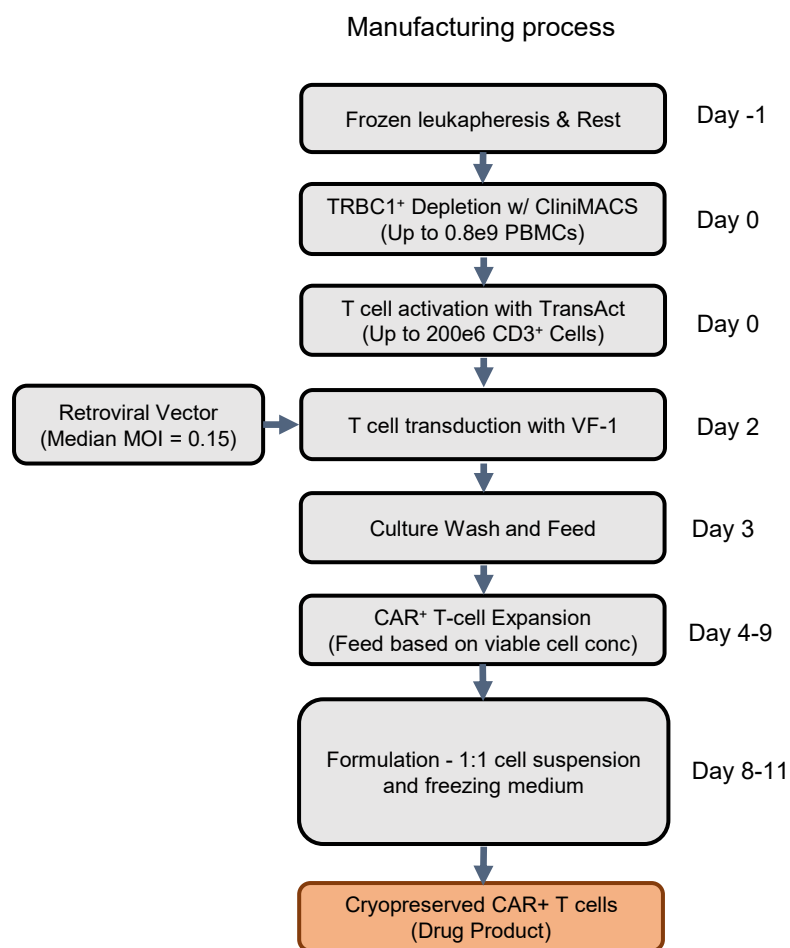 Manufacturing process
Frozen leukapheresis & Rest
Day -1
TRBC1⁺ Depletion w/ CliniMACS
(Up to 0.8e9 PBMCs)
Day 0
T cell activation with TransAct
(Up to 200e6 CD3⁺ Cells)
Day 0
Retroviral Vector
(Median MOI = 0.15)
T cell transduction with VF-1
Day 2
Culture Wash and Feed
Day 3
CAR⁺ T-cell Expansion
(Feed based on viable cell conc)
Day 4-9
Formulation - 1:1 cell suspension
and freezing medium
Day 8-11
Cryopreserved CAR+ T cells
(Drug Product)